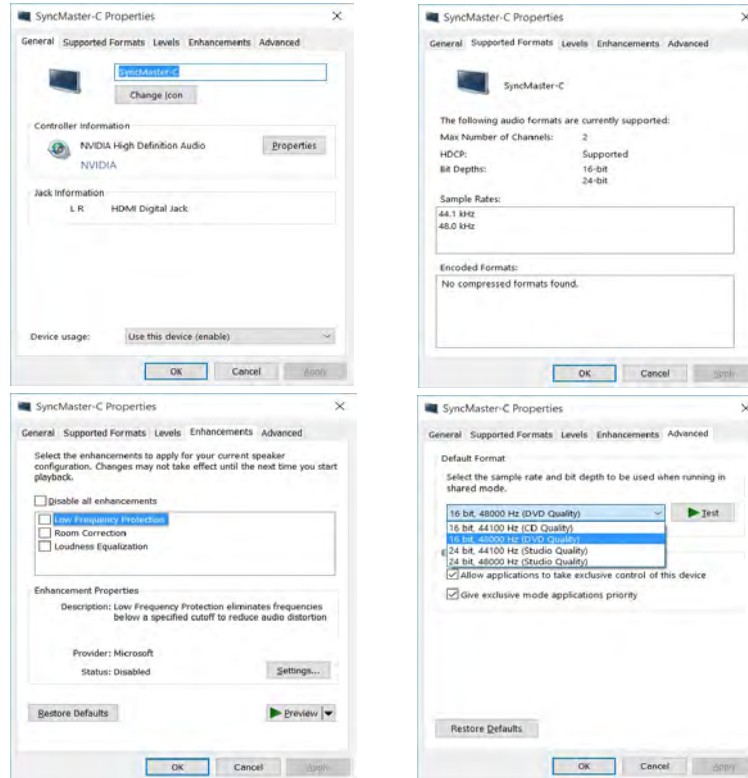 SyncMaster-C Properties
General Supported Formats Levels Enhancements Advanced
SyncMaster-C
Change Icon
Controller Information
NVIDIA High Definition Audio Properties
NVIDIA
Jack Information
L R HDMI Digital Jack
Device usage: Use this device (enable)
OK Cancel Apply
SyncMaster-C Properties
General Supported Formats Levels Enhancements Advanced
SyncMaster-C
The following audio formats are currently supported:
Max Number of Channels: 2
HDCP: Supported
Bit Depths: 16-bit
24-bit
Sample Rates:
44.1 kHz
48.0 kHz
Encoded Formats:
No compressed formats found.
OK Cancel Apply
SyncMaster-C Properties
General Supported Formats Levels Enhancements Advanced
Select the enhancements to apply for your current speaker
configuration. Changes may not take effect until the next time you start
playback.
Disable all enhancements
Low Frequency Protection
Room Correction
Loudness Equalization
Enhancement Properties
Description: Low Frequency Protection eliminates frequencies
below a specified cutoff to reduce audio distortion
Provider: Microsoft
Status: Disabled Settings...
Restore Defaults Preview
OK Cancel Apply
SyncMaster-C Properties
General Supported Formats Levels Enhancements Advanced
Default Format
Select the sample rate and bit depth to be used when running in
shared mode.
16 bit, 48000 Hz (DVD Quality) Test
16 bit, 44100 Hz (CD Quality)
16 bit, 48000 Hz (DVD Quality)
24 bit, 44100 Hz (Studio Quality)
24 bit, 48000 Hz (Studio Quality)
Allow applications to take exclusive control of this device
Give exclusive mode applications priority
Restore Defaults
OK Cancel Apply